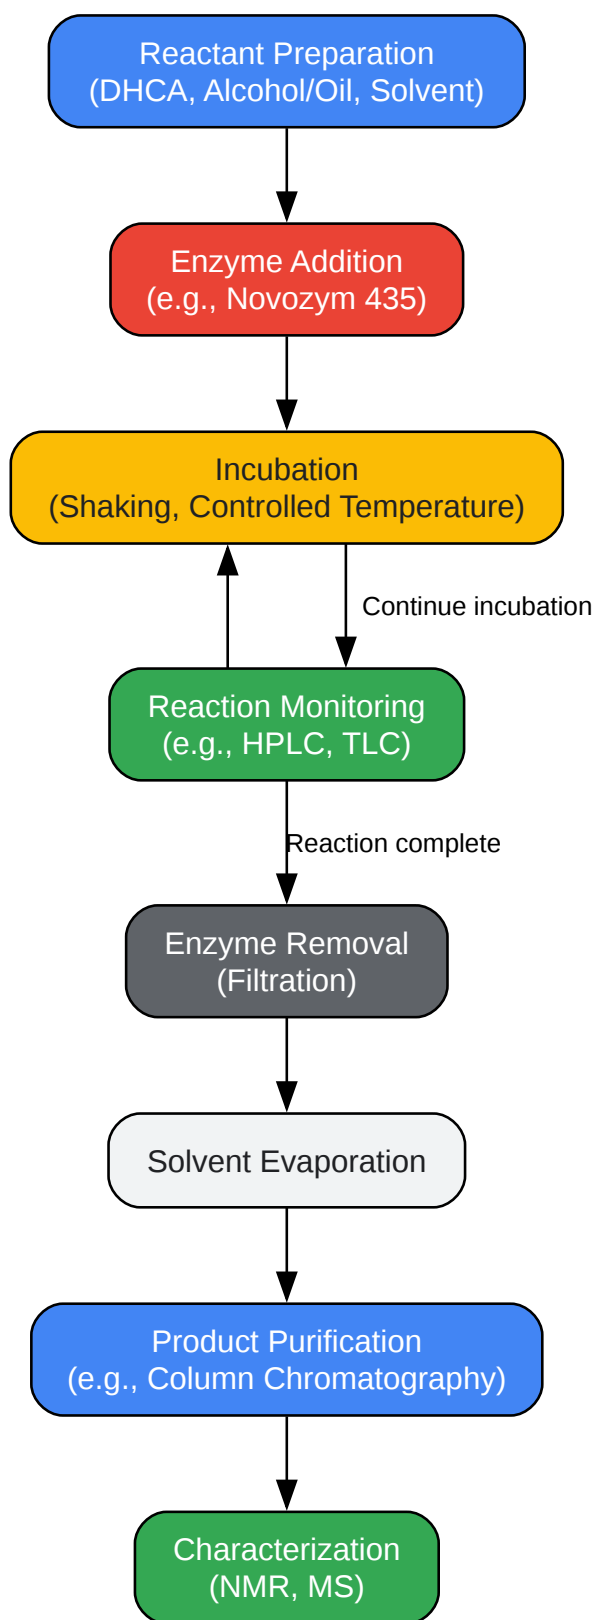 Reactant Preparation
(DHCA, Alcohol/Oil, Solvent)
Enzyme Addition
(e.g., Novozym 435)
Incubation
(Shaking, Controlled Temperature)
Continue incubation
Reaction Monitoring
(e.g., HPLC, TLC)
Reaction complete
Enzyme Removal
(Filtration)
Solvent Evaporation
Product Purification
(e.g., Column Chromatography)
Characterization
(NMR, MS)